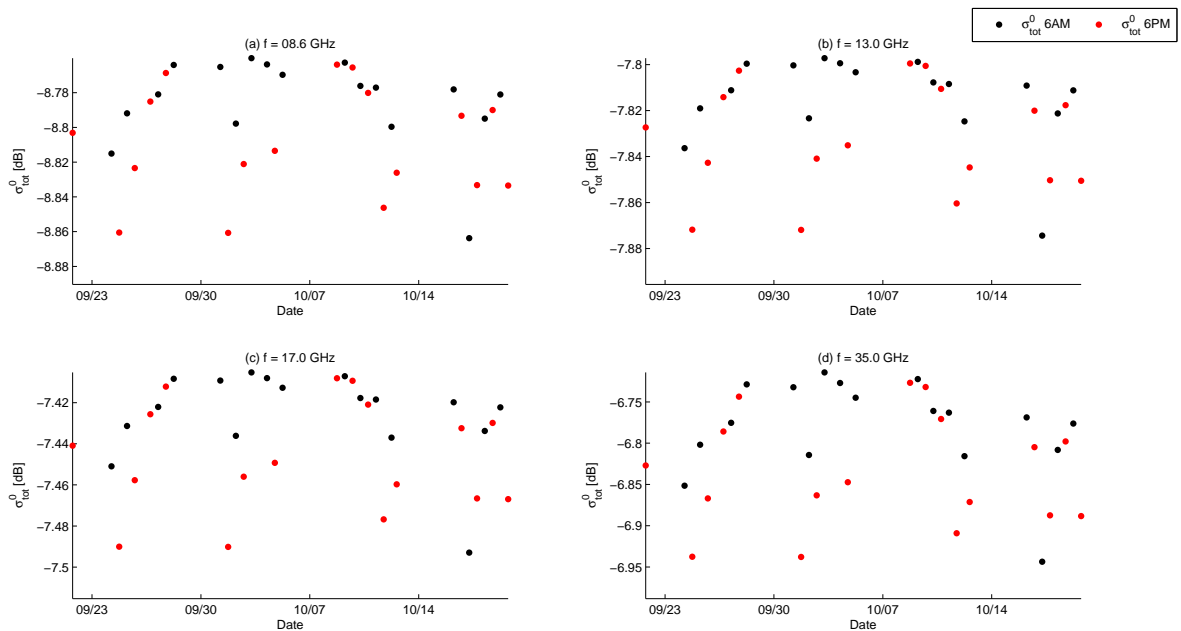 σ⁰tot 6AM σ⁰tot 6PM
(a) f = 08.6 GHz
−8.78
−8.8
−8.82
−8.84
−8.86
−8.88
σ⁰tot [dB]
09/23 09/30 10/07 10/14
Date
(b) f = 13.0 GHz
−7.8
−7.82
−7.84
−7.86
−7.88
σ⁰tot [dB]
09/23 09/30 10/07 10/14
Date
(c) f = 17.0 GHz
−7.42
−7.44
−7.46
−7.48
−7.5
σ⁰tot [dB]
09/23 09/30 10/07 10/14
Date
(d) f = 35.0 GHz
−6.75
−6.8
−6.85
−6.9
−6.95
σ⁰tot [dB]
09/23 09/30 10/07 10/14
Date